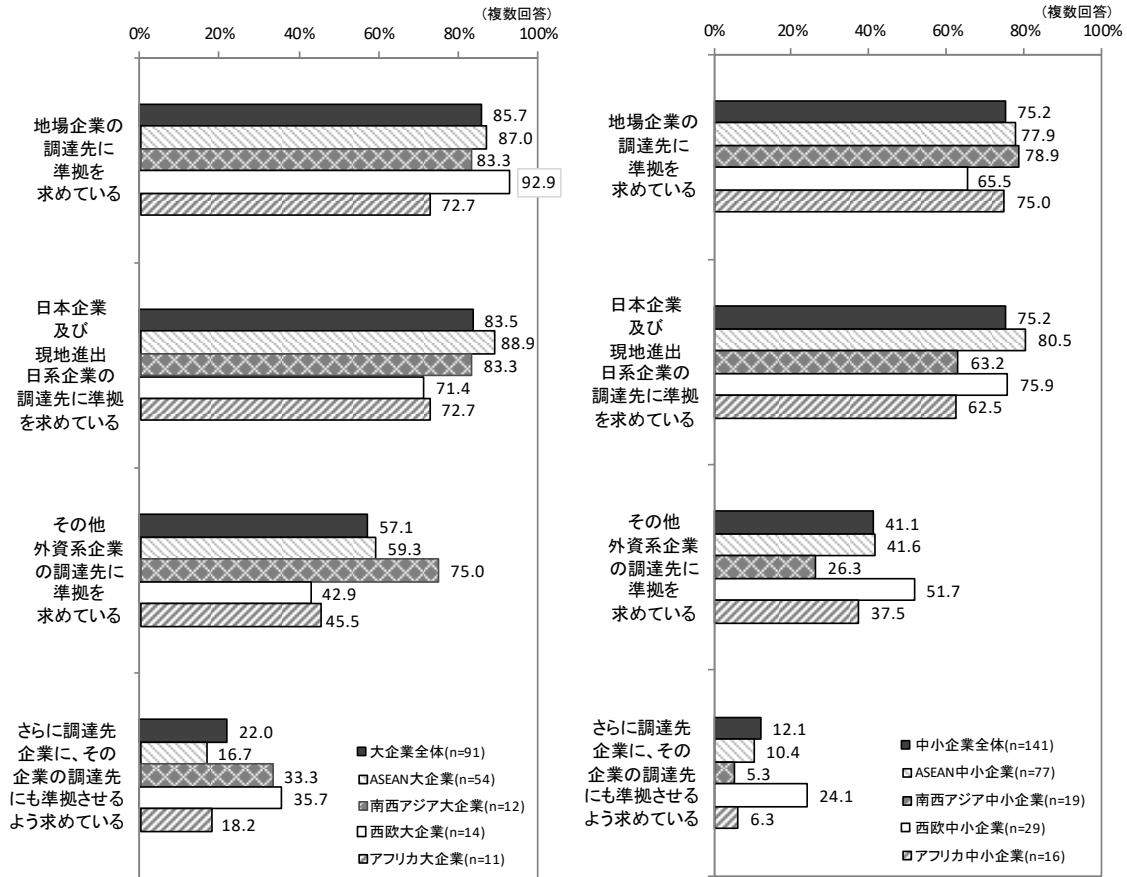 (複数回答)
0% 20% 40% 60% 80% 100%
地場企業の
調達先に
準拠を
求めている
85.7
87.0
83.3
92.9
72.7
日本企業
及び
現地進出
日系企業の
調達先に準拠
を求めている
83.5
88.9
83.3
71.4
72.7
その他
外資系企業
の調達先に
準拠を
求めている
57.1
59.3
75.0
42.9
45.5
さらに調達先
企業に、その
企業の調達先
にも準拠させる
よう求めている
22.0
16.7
33.3
35.7
18.2
大企業全体(n=91)
ASEAN大企業(n=54)
南西アジア大企業(n=12)
西欧大企業(n=14)
アフリカ大企業(n=11)
(複数回答)
0% 20% 40% 60% 80% 100%
地場企業の
調達先に
準拠を
求めている
75.2
77.9
78.9
65.5
75.0
日本企業
及び
現地進出
日系企業の
調達先に準拠
を求めている
75.2
80.5
63.2
75.9
62.5
その他
外資系企業
の調達先に
準拠を
求めている
41.1
41.6
26.3
51.7
37.5
さらに調達先
企業に、その
企業の調達先
にも準拠させる
よう求めている
12.1
10.4
5.3
24.1
6.3
中小企業全体(n=141)
ASEAN中小企業(n=77)
南西アジア中小企業(n=19)
西欧中小企業(n=29)
アフリカ中小企業(n=16)